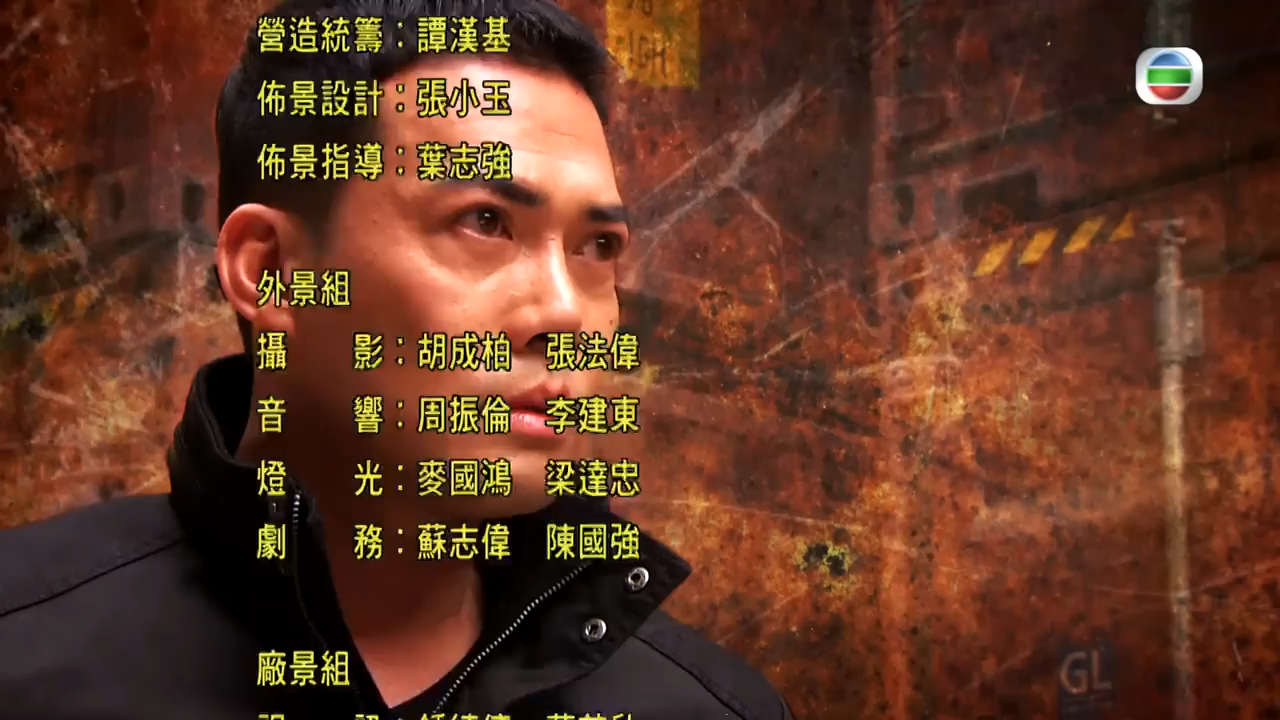 營造統籌：譚漢基
佈景設計：張小玉
佈景指導：葉志強
外景組
攝　　影：胡成柏　張法偉
音　　響：周振倫　李建東
燈　　光：麥國鴻　梁達忠
劇　　務：蘇志偉　陳國強
廠景組
GL